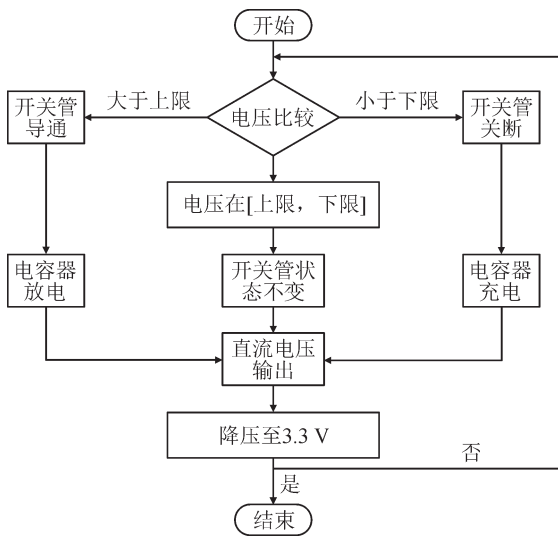 开始
大于上限
小于下限
开关管
导通
电压比较
开关管
关断
电压在[上限，下限]
电容器
放电
开关管状
态不变
电容器
充电
直流电压
输出
降压至3.3 V
否
是
结束